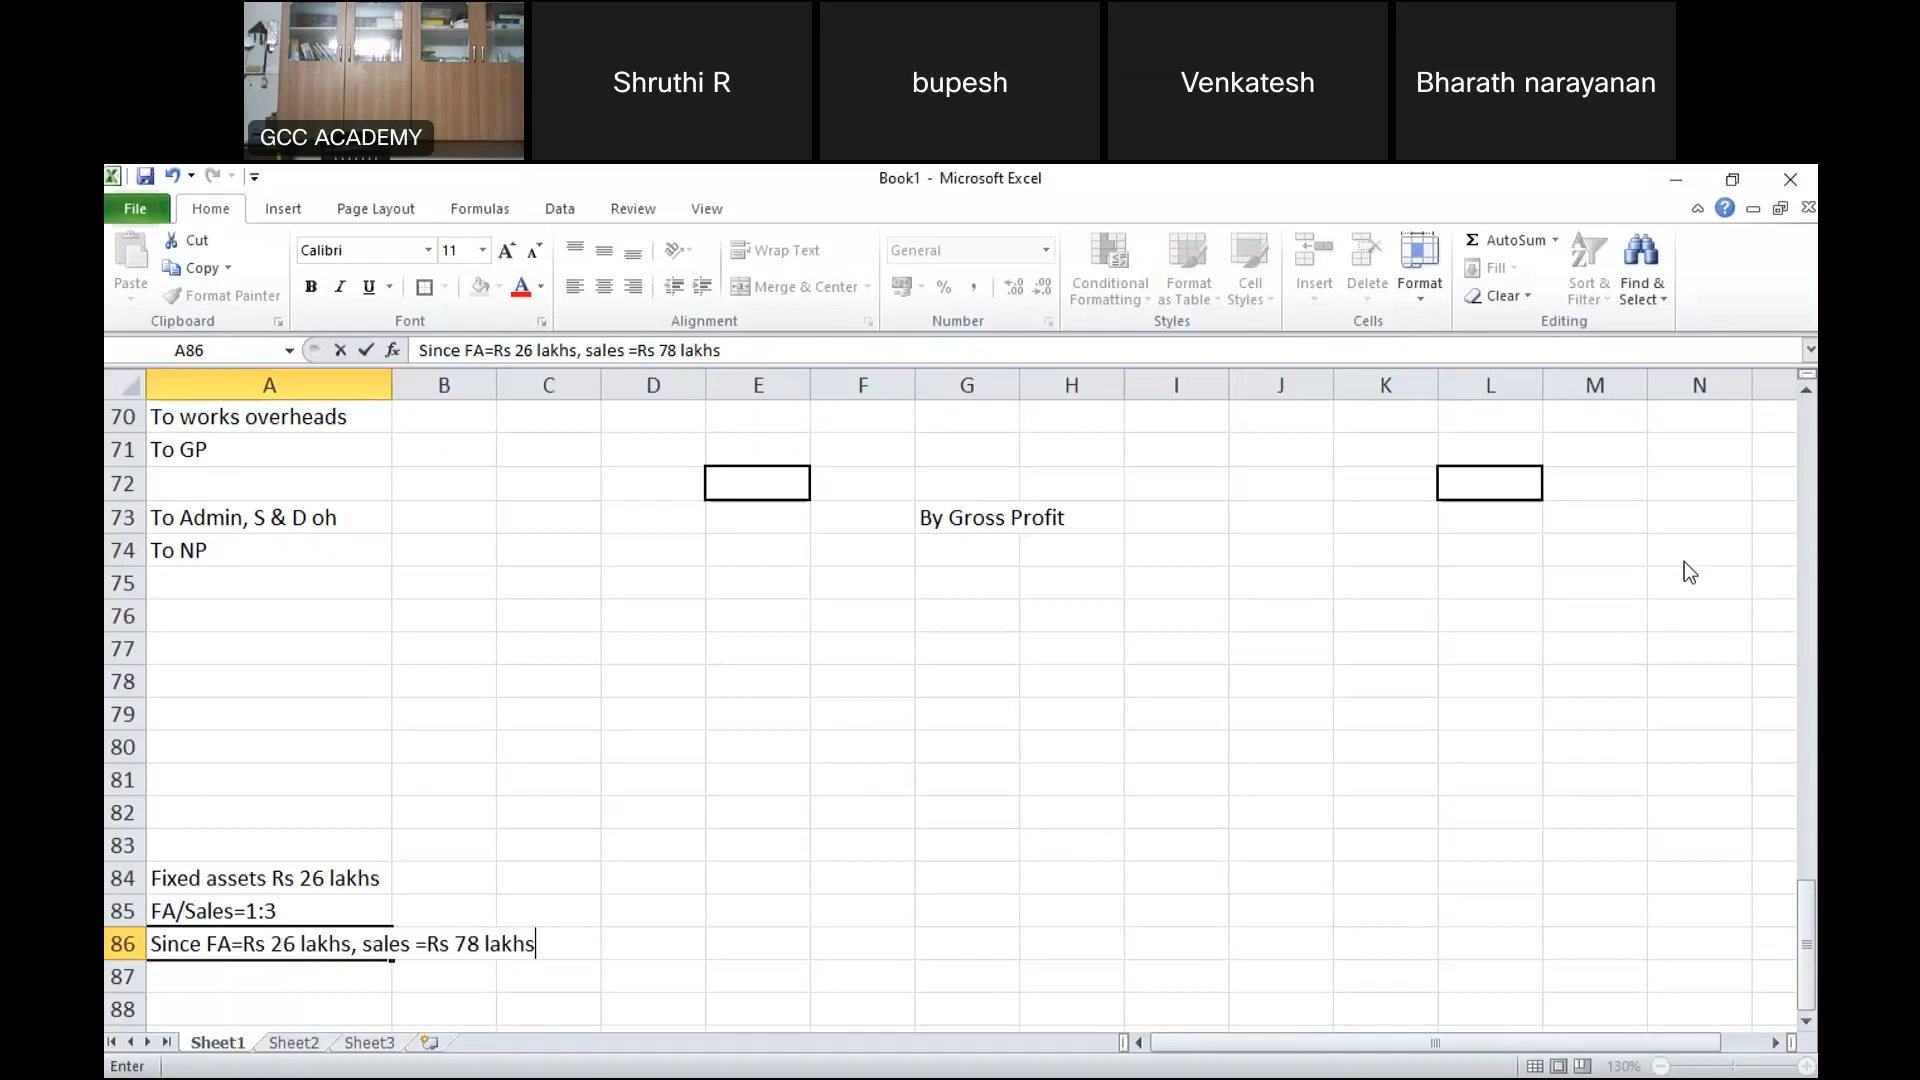 GCC ACADEMY
Shruthi R
bupesh
Venkatesh
Bharath narayanan
Book1 - Microsoft Excel
File Home Insert Page Layout Formulas Data Review View
Paste
Cut
Copy
Format Painter
Clipboard
Calibri 11
B I U
Font
Wrap Text
Merge & Center
Alignment
General
Number
Conditional Formatting
Format as Table
Cell Styles
Styles
Insert Delete Format
Cells
AutoSum
Fill
Clear
Sort & Filter
Find & Select
Editing
A86 fx Since FA=Rs 26 lakhs, sales =Rs 78 lakhs
A B C D E F G H I J K L M N
70 To works overheads
71 To GP
72
73 To Admin, S & D oh By Gross Profit
74 To NP
75
76
77
78
79
80
81
82
83
84 Fixed assets Rs 26 lakhs
85 FA/Sales=1:3
86 Since FA=Rs 26 lakhs, sales =Rs 78 lakhs
87
88
Sheet1 Sheet2 Sheet3
Enter 130%